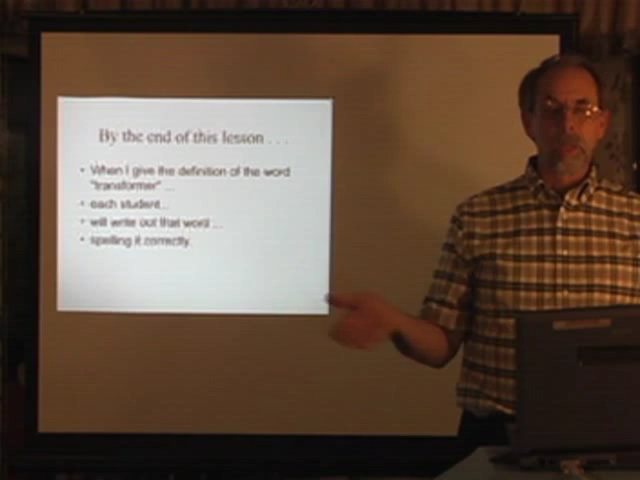 By the end of this lesson . . .
• When I give the definition of the word
"transformer" ...
• each student...
• will write out that word ...
• spelling it correctly.